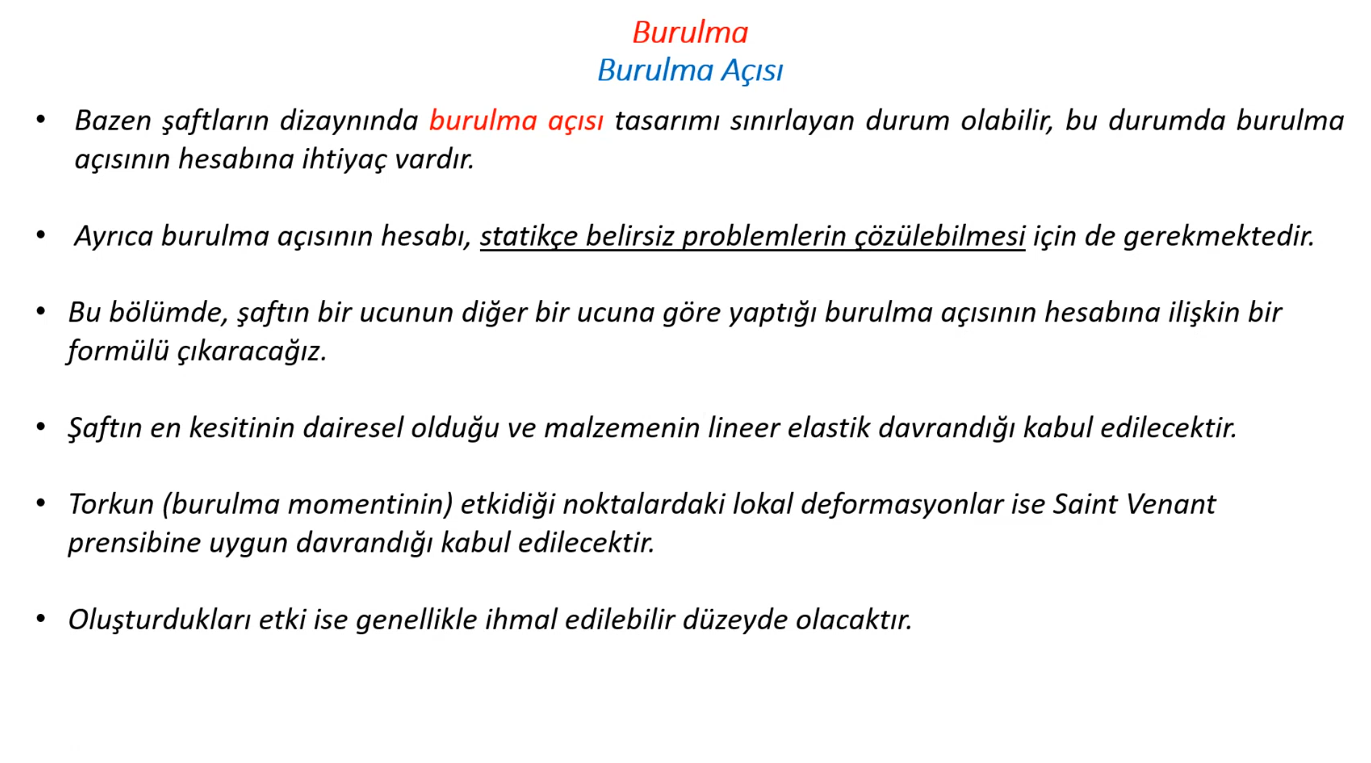 Burulma
Burulma Açısı
• Bazen şaftların dizaynında burulma açısı tasarımı sınırlayan durum olabilir, bu durumda burulma
açısının hesabına ihtiyaç vardır.
• Ayrıca burulma açısının hesabı, statikçe belirsiz problemlerin çözülebilmesi için de gerekmektedir.
• Bu bölümde, şaftın bir ucunun diğer bir ucuna göre yaptığı burulma açısının hesabına ilişkin bir
formülü çıkaracağız.
• Şaftın en kesitinin dairesel olduğu ve malzemenin lineer elastik davrandığı kabul edilecektir.
• Torkun (burulma momentinin) etkidiği noktalardaki lokal deformasyonlar ise Saint Venant
prensibine uygun davrandığı kabul edilecektir.
• Oluşturdukları etki ise genellikle ihmal edilebilir düzeyde olacaktır.